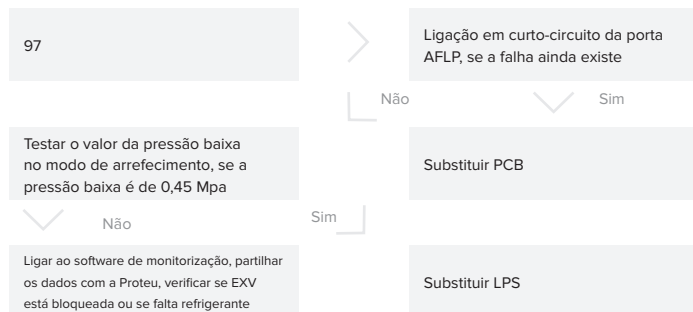 97
Ligação em curto-circuito da porta
AFLP, se a falha ainda existe
Não
Sim
Testar o valor da pressão baixa
no modo de arrefecimento, se a
pressão baixa é de 0,45 Mpa
Substituir PCB
Não
Sim
Ligar ao software de monitorização, partilhar
os dados com a Proteu, verificar se EXV
está bloqueada ou se falta refrigerante
Substituir LPS